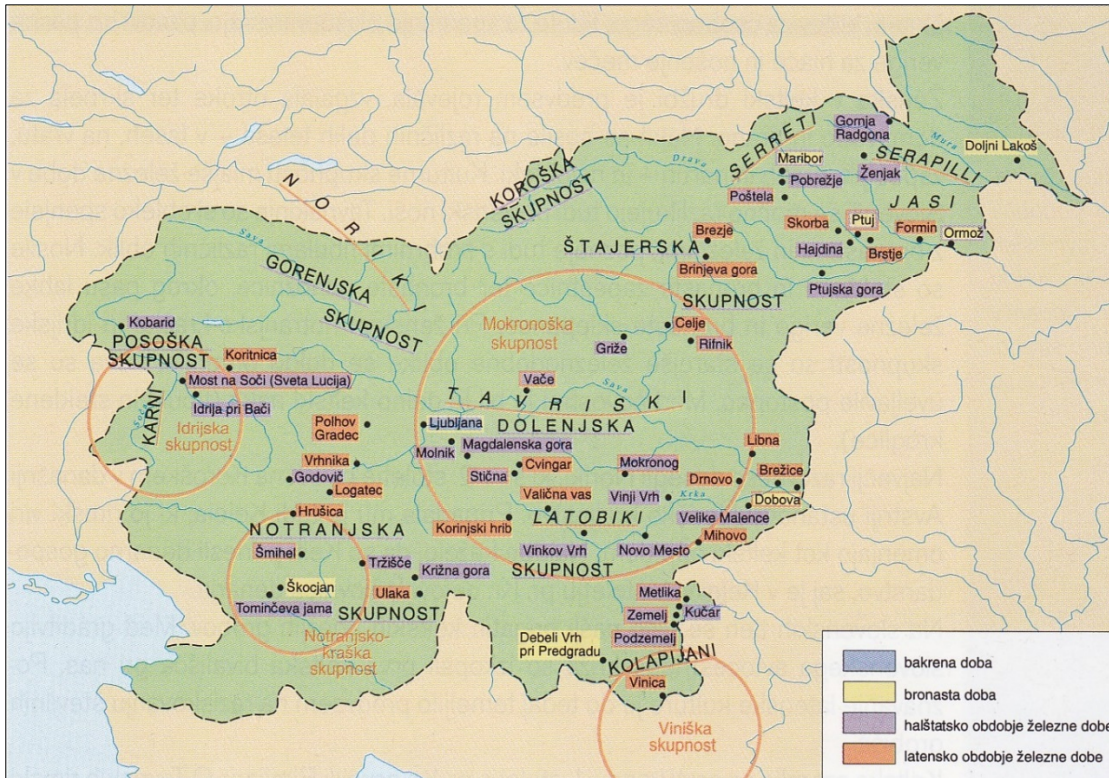 Gornja
Radgona
Doljni Lakoš
Mura
SERRETI
SERAPILLI
Drava
Maribor
Ženjak
Pobrežje
Poštela
KOROŠKA
SKUPNOST
JASI
NORIKI
Skorba
Ptuj
Formin
Ormož
Brezje
Hajdina
Brstje
ŠTAJERSKA
SKUPNOST
Brinjeva gora
Ptujska gora
Sava
GORENJSKA
SKUPNOST
Mokronoška
skupnost
Celje
Rifnik
Griže
Kobarid
POSOŠKA
SKUPNOST
Koritnica
Most na Soči (Sveta Lucija)
Idrija pri Bači
Soča
KARNI
Idrijska
skupnost
Vače
Sava
TAVRISKI
DOLENJSKA
Polhov
Gradec
Ljubljana
Molnik
Magdalenska gora
Libna
Vrhnika
Cvingar
Stična
Mokronog
Drnovo
Brežice
Godovič
Logatec
Valična vas
Vinji Vrh
Krka
Dobova
Hrušica
Korinjski hrib
LATOBIKI
Velike Malence
NOTRANJSKA
Mihovo
Šmihel
Vinkov Vrh
Novo Mesto
SKUPNOST
Tržišče
Križna gora
Škocjan
Ulaka
Tominčeva jama
SKUPNOST
Metlika
Kučár
Zemelj
Podzemelj
Notranjsko-
kraška
skupnost
Debeli Vrh
pri Predgradu
KOLAPIJANI
Vinica
Viniška
skupnost
bakrena doba
bronasta doba
halštatsko obdobje železne dobe
latensko obdobje železne dobe